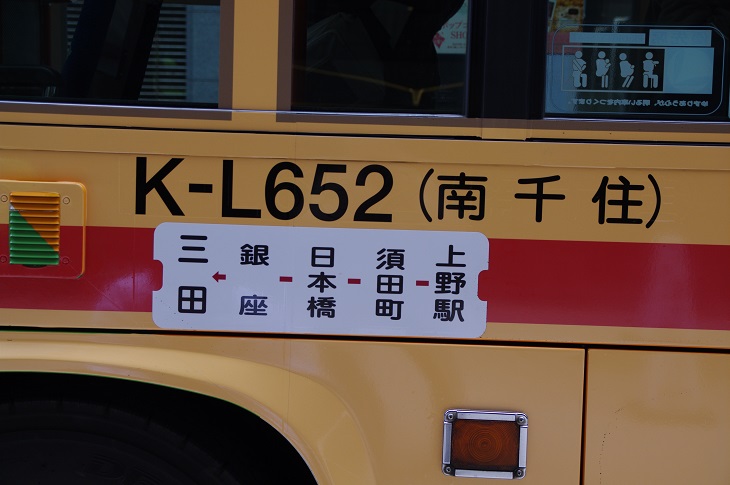 K-L652(南千住)
三田 ← 銀座 - 日本橋 - 須田町 - 上野駅